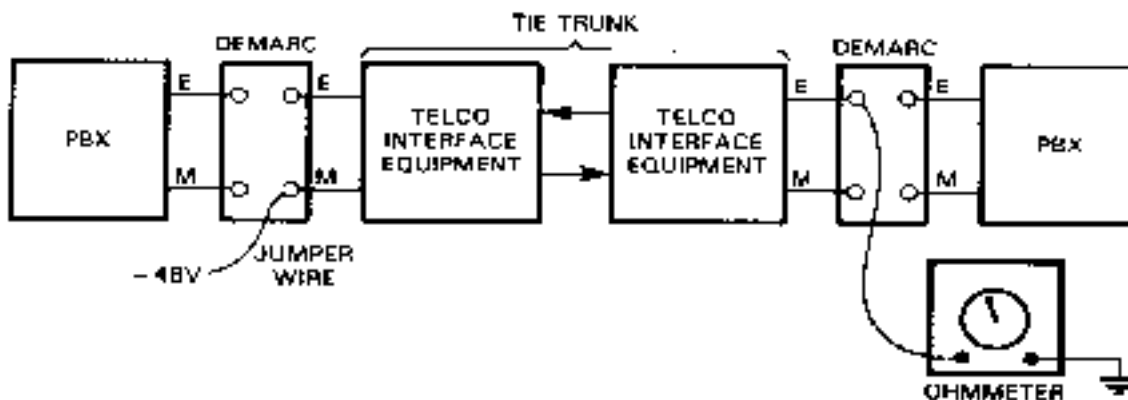 TIE TRUNK
DEMARC
DEMARC
E
E
E
E
PBX
TELCO
INTERFACE
EQUIPMENT
TELCO
INTERFACE
EQUIPMENT
PBX
M
M
M
M
-48V
JUMPER
WIRE
OHMMETER